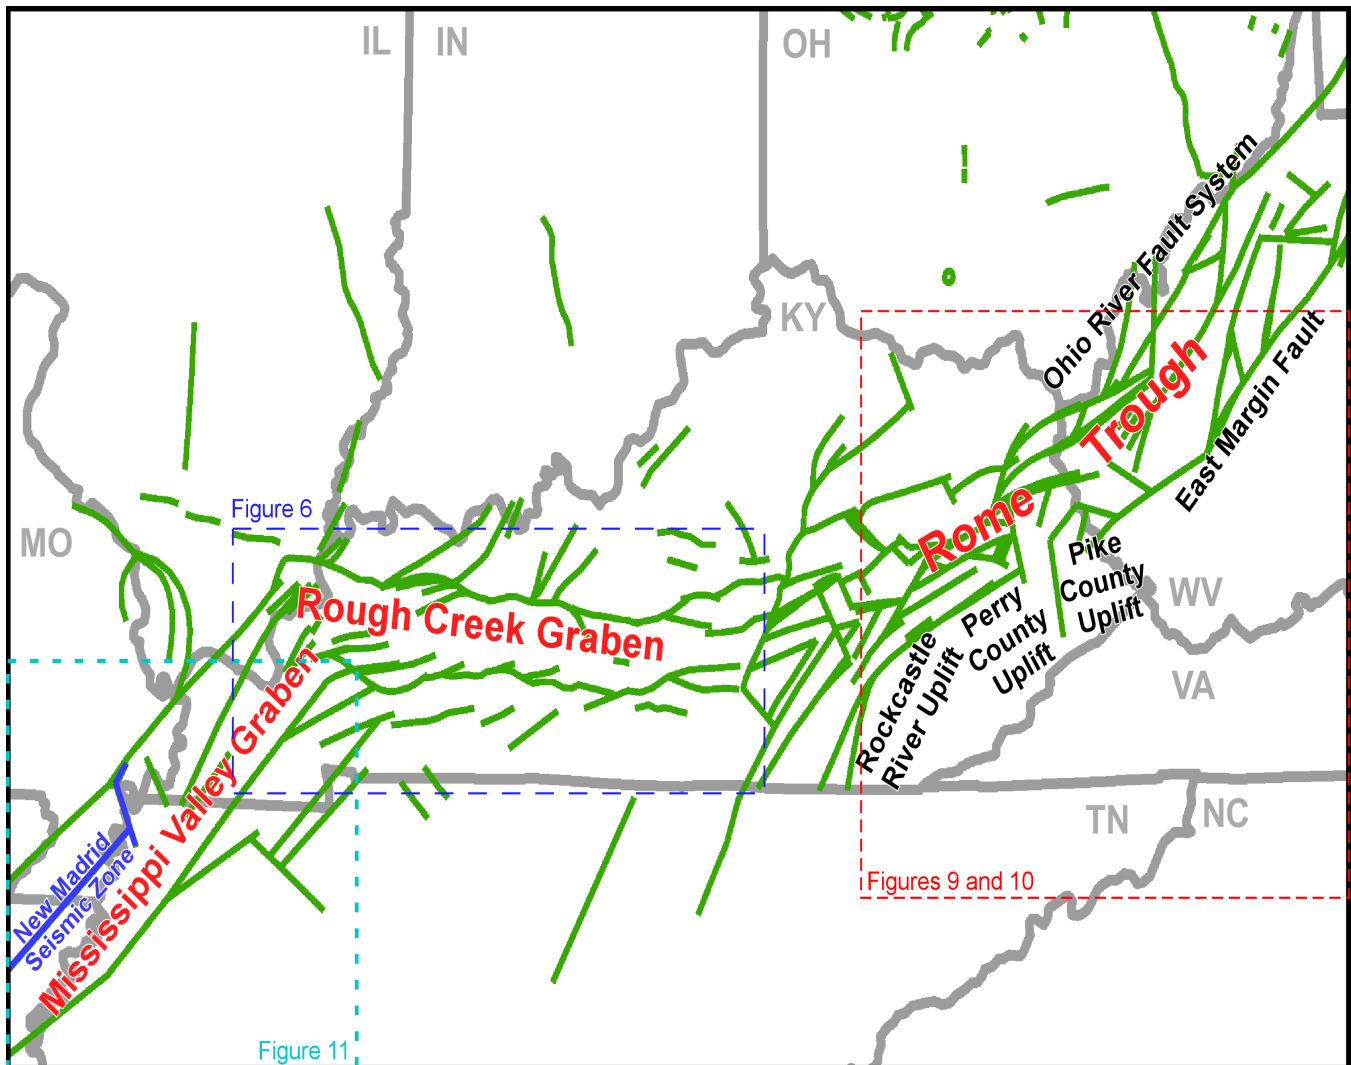 IL
IN
OH
KY
Ohio River Fault System
Trough
East Margin Fault
Figure 6
MO
Rome
Pike
County
Uplift
WV
Rough Creek Graben
Perry
County
Uplift
VA
Rockcastle
River Uplift
Mississippi Valley Graben
TN
NC
New Madrid
Seismic Zone
Figures 9 and 10
Figure 11